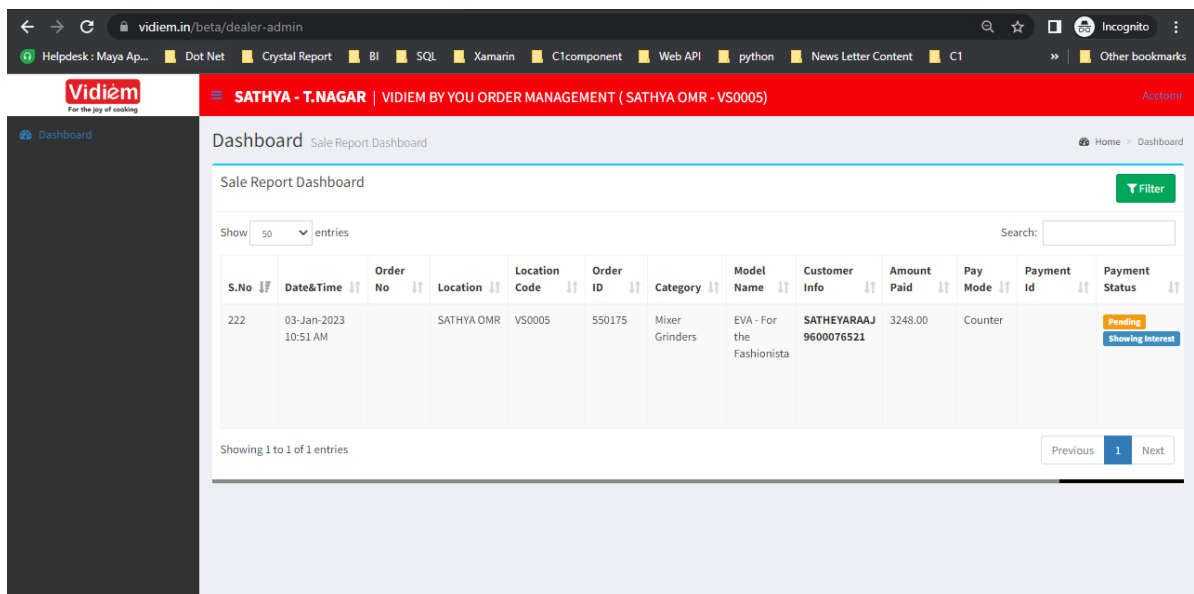 vidiem.in/beta/dealer-admin
Incognito
Helpdesk : Maya Ap... Dot Net Crystal Report BI SQL Xamarin C1component Web API python News Letter Content C1 » Other bookmarks
Vidiem
For the joy of cooking
SATHYA - T.NAGAR | VIDIEM BY YOU ORDER MANAGEMENT ( SATHYA OMR - VS0005)
Acctomr
Dashboard
Dashboard Sale Report Dashboard
Home > Dashboard
Sale Report Dashboard
Filter
Show 50 entries
Search:
S.No Date&Time Order No Location Location Code Order ID Category Model Name Customer Info Amount Paid Pay Mode Payment Id Payment Status
222 03-Jan-2023 SATHYA OMR VS0005 550175 Mixer EVA - For SATHEYARAAJ 3248.00 Counter Pending
10:51 AM Grinders the 9600076521 Showing Interest
Fashionista
Showing 1 to 1 of 1 entries
Previous 1 Next